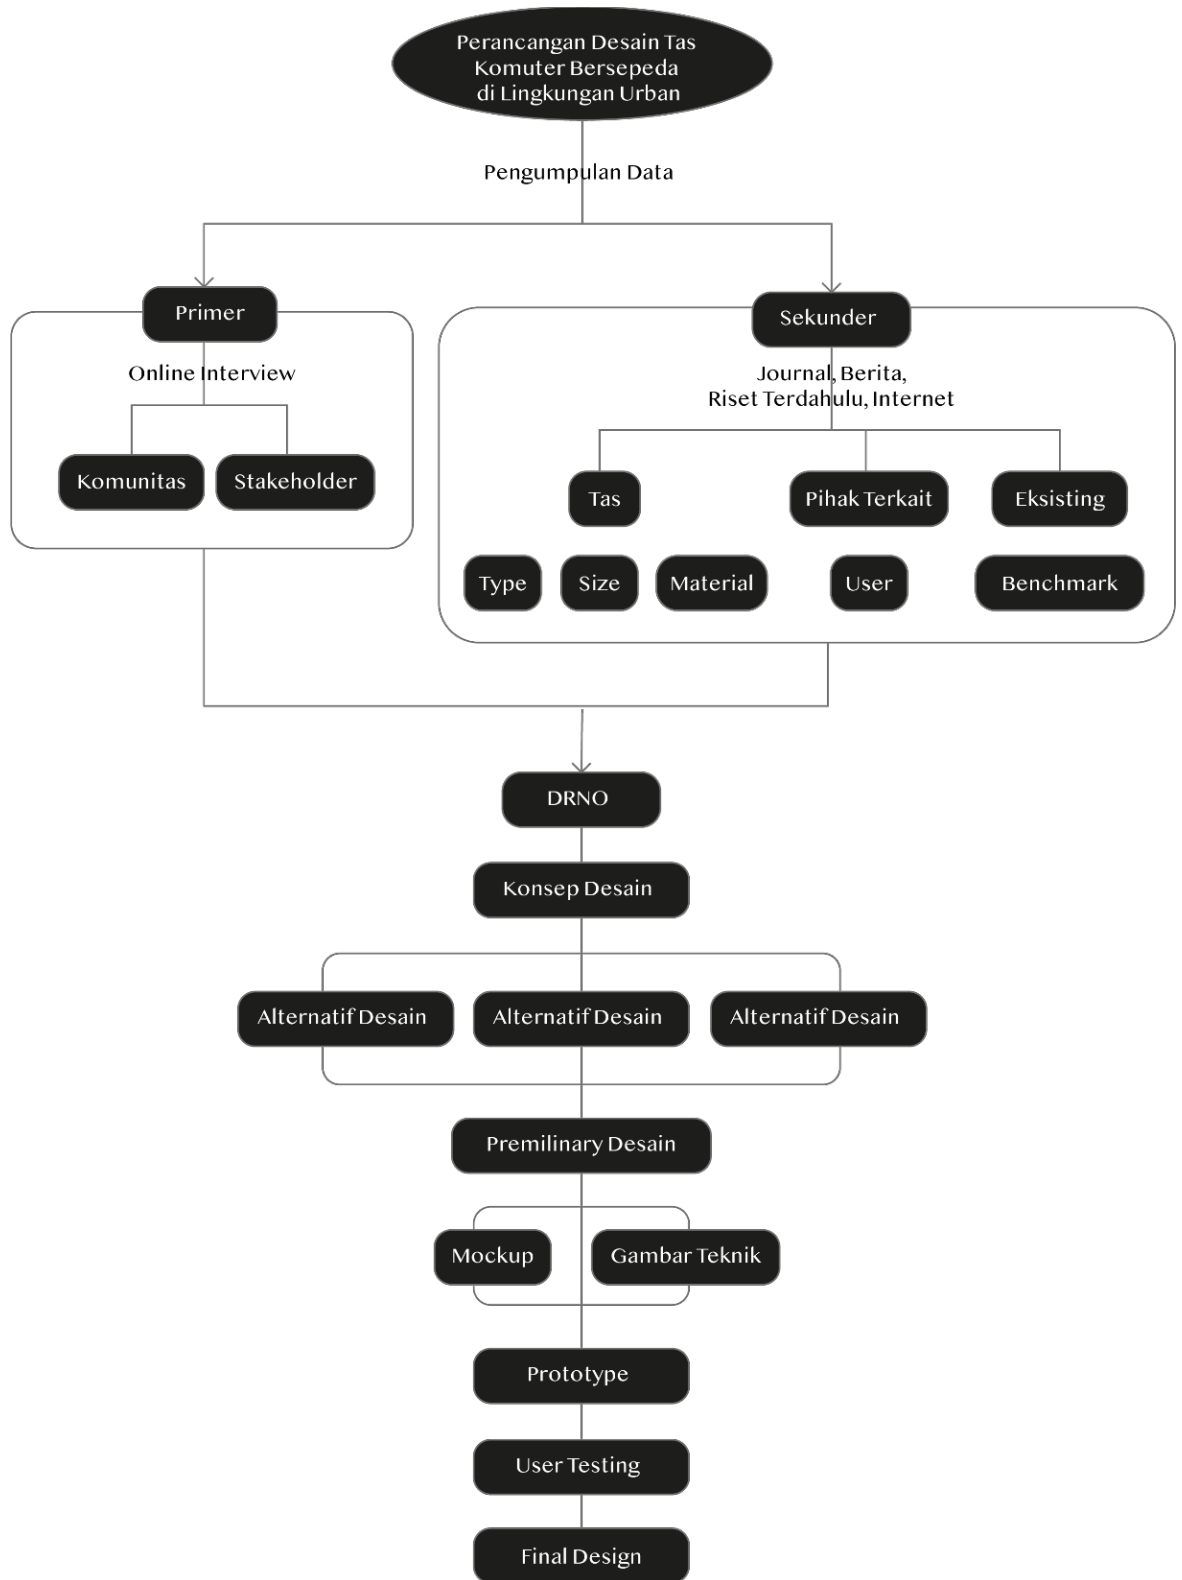 Perancangan Desain Tas
Komuter Bersepeda
di Lingkungan Urban
Pengumpulan Data
Primer
Online Interview
Komunitas
Stakeholder
Sekunder
Journal, Berita,
Riset Terdahulu, Internet
Tas
Pihak Terkait
Eksisting
Type
Size
Material
User
Benchmark
DRNO
Konsep Desain
Alternatif Desain
Alternatif Desain
Alternatif Desain
Premilinary Desain
Mockup
Gambar Teknik
Prototype
User Testing
Final Design